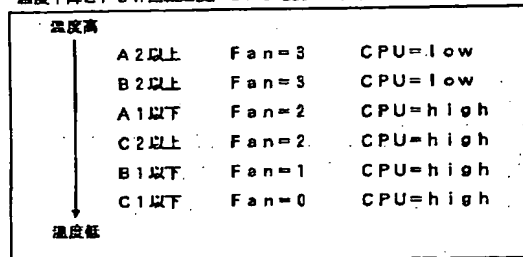 温度高
A2以上 Fan=3 CPU=low
B2以上 Fan=3 CPU=low
A1以下 Fan=2 CPU=high
C2以上 Fan=2 CPU=high
B1以下 Fan=1 CPU=high
C1以下 Fan=0 CPU=high
温度低